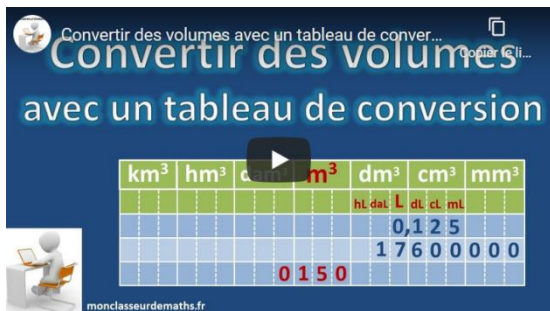 Convertir des volumes avec un tableau de conver...
Copier le li...
Convertir des volumes
avec un tableau de conversion
km³ hm³ dam³ m³ dm³ cm³ mm³
hL daL L dL cL mL
0,125
17600000
0150
monclasseurdemaths.fr